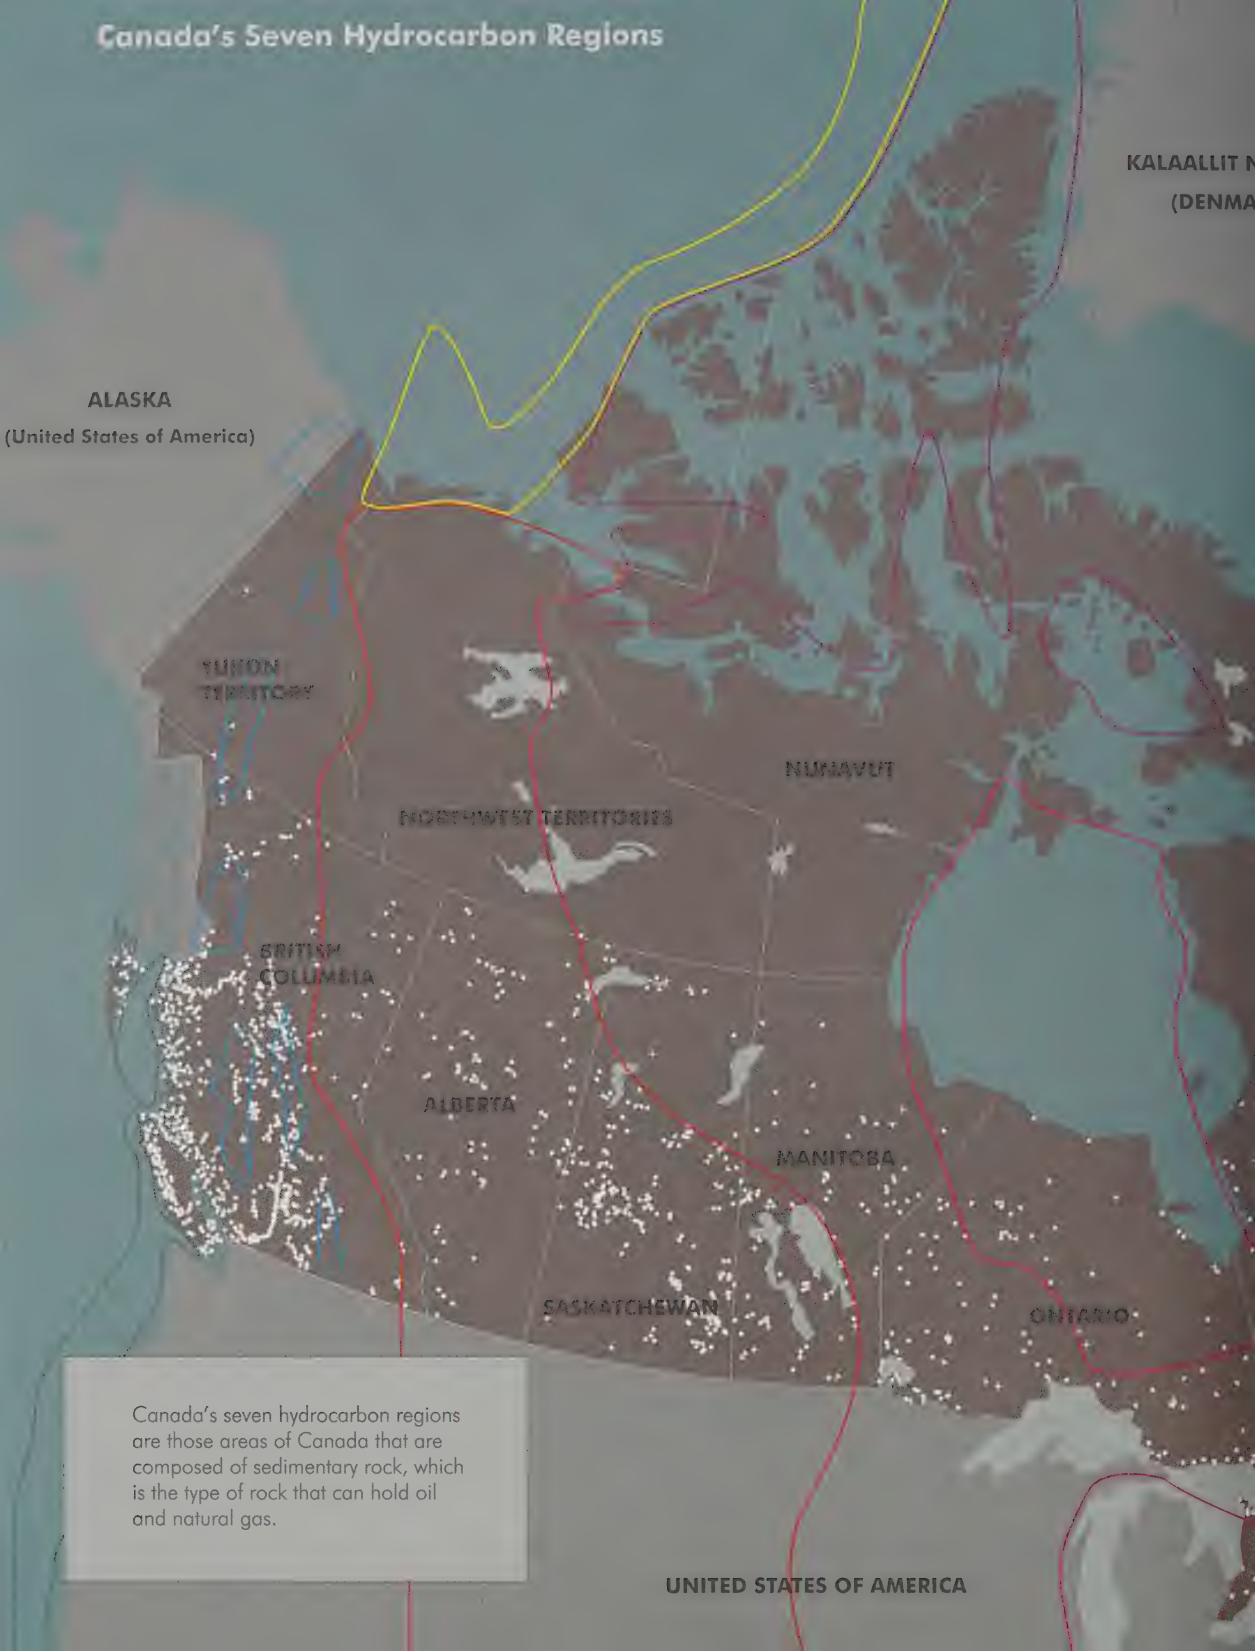 Canada's Seven Hydrocarbon Regions
KALAALLIT N
(DENMA
ALASKA
(United States of America)
YUKON
TERRITORY
NUNAVUT
NORTHWEST TERRITORIES
BRITISH
COLUMBIA
ALBERTA
MANITOBA
SASKATCHEWAN
ONTARIO
Canada's seven hydrocarbon regions
are those areas of Canada that are
composed of sedimentary rock, which
is the type of rock that can hold oil
and natural gas.
UNITED STATES OF AMERICA